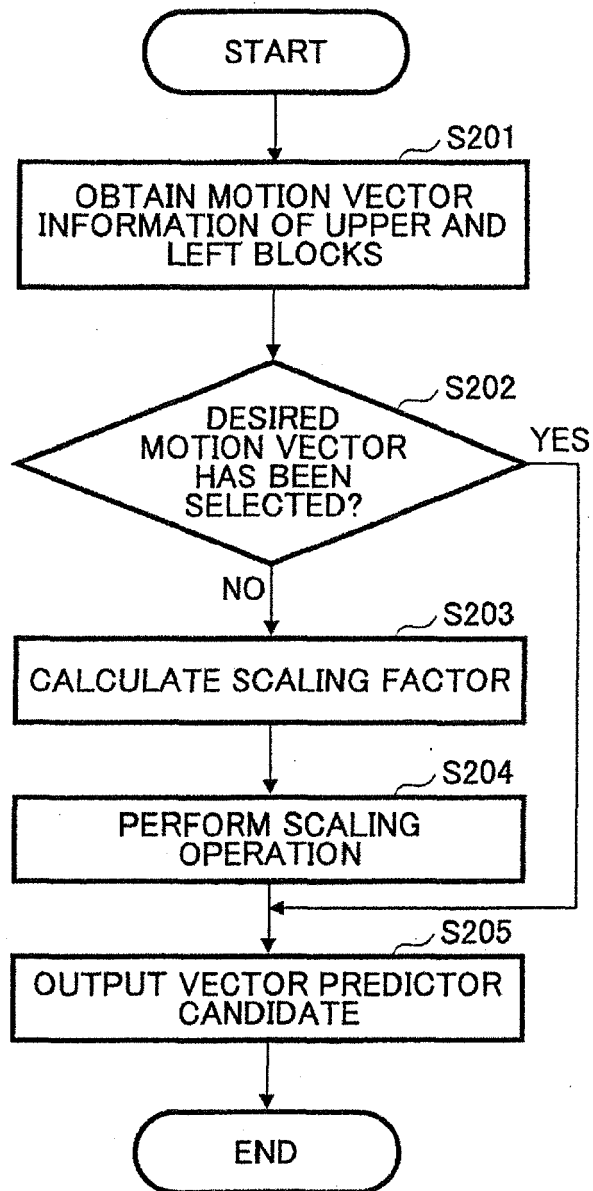 START
S201
OBTAIN MOTION VECTOR
INFORMATION OF UPPER AND
LEFT BLOCKS
S202
DESIRED
MOTION VECTOR
HAS BEEN
SELECTED?
YES
NO
S203
CALCULATE SCALING FACTOR
S204
PERFORM SCALING
OPERATION
S205
OUTPUT VECTOR PREDICTOR
CANDIDATE
END